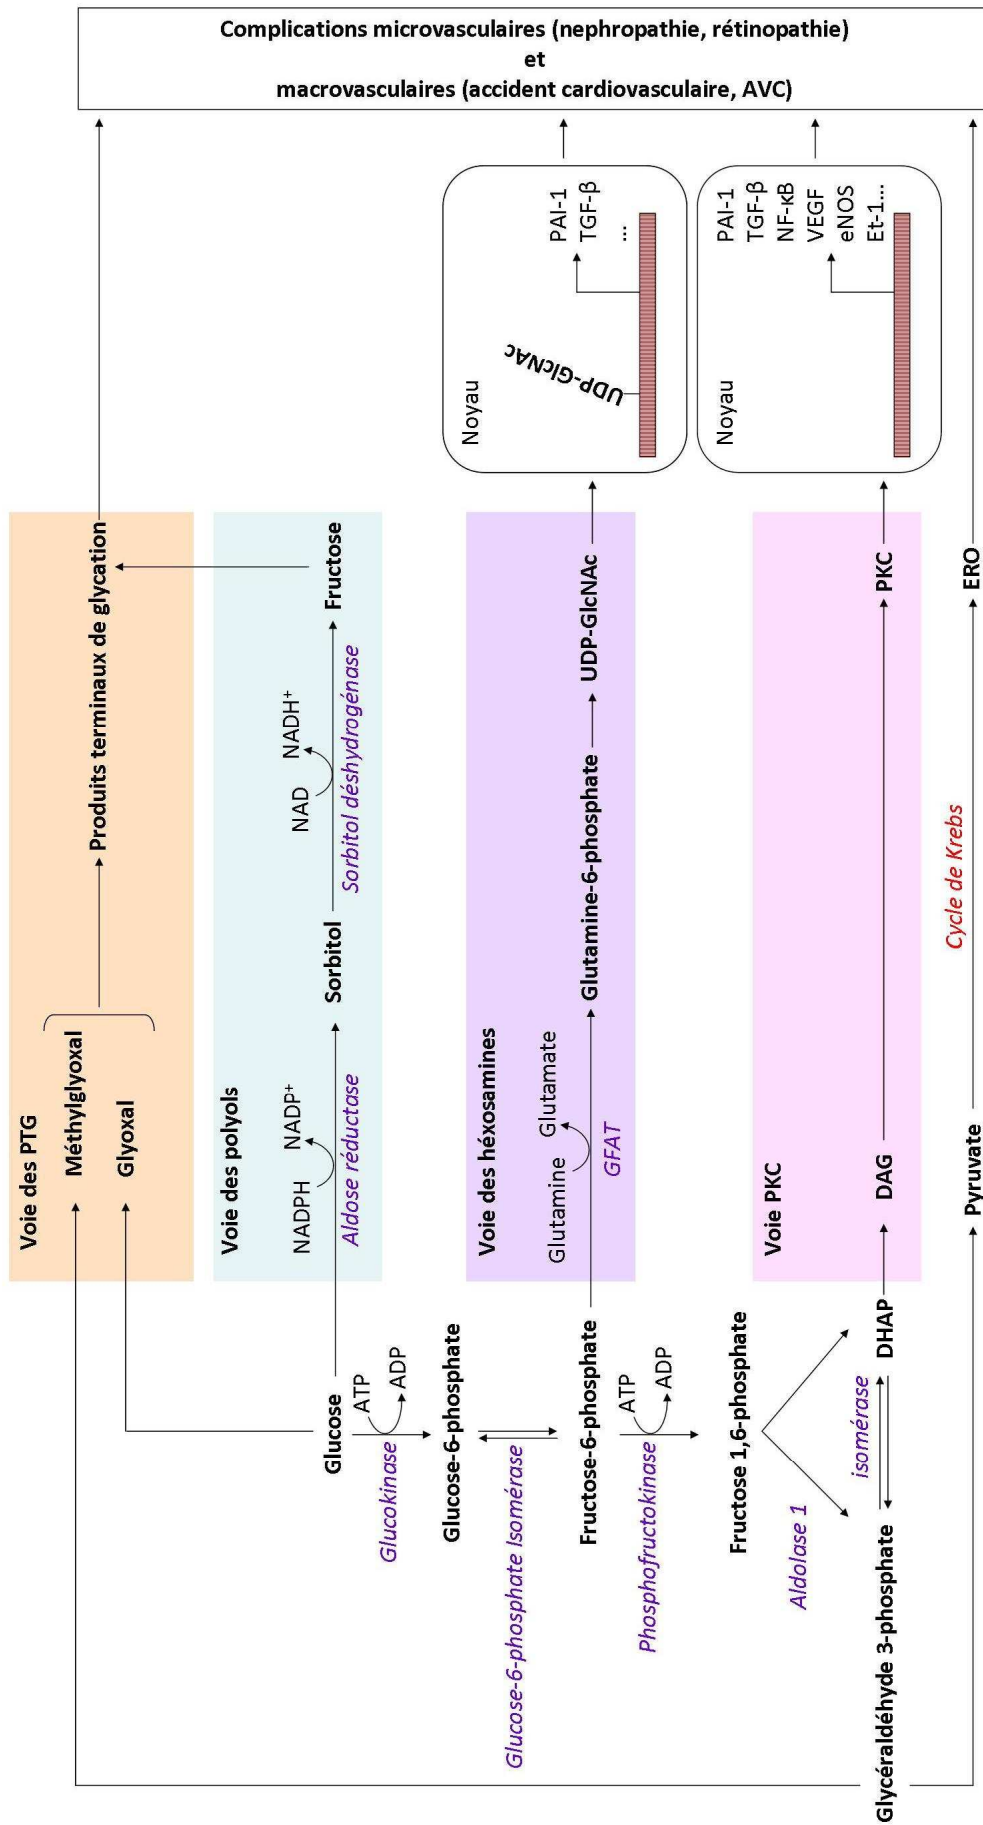 Complications microvasculaires (nephropathie, rétinopathie)
et
macrovasculaires (accident cardiovasculaire, AVC)
Voie des PTG
Méthylglyoxal
Glyoxal
Produits terminaux de glycation
Voie des polyols
NADPH
NADP+
Aldose réductase
Sorbitol
NAD
NADH+
Sorbitol déshydrogénase
Fructose
Glucose
ATP
ADP
Glucokinase
Glucose-6-phosphate
Glucose-6-phosphate Isomérase
Voie des héxosamines
Glutamine
Glutamate
GFAT
Fructose-6-phosphate
Glutamine-6-phosphate
UDP-GlcNAc
Noyau
UDP-GlcNAc
PAI-1
TGF-β
...
ATP
ADP
Phosphofructokinase
Fructose 1,6-phosphate
Aldolase 1
isomérase
Glycéraldéhyde 3-phosphate
DHAP
Voie PKC
DAG
PKC
Noyau
PAI-1
TGF-β
NF-κB
VEGF
eNOS
Et-1...
Pyruvate
Cycle de Krebs
ERO